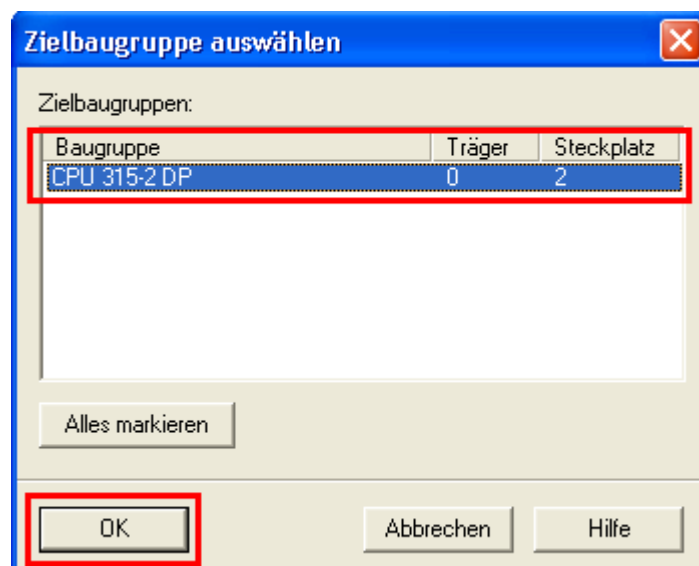 Zielbaugruppe auswählen
Zielbaugruppen:
Baugruppe Träger Steckplatz
CPU 315-2 DP 0 2
Alles markieren
OK Abbrechen Hilfe